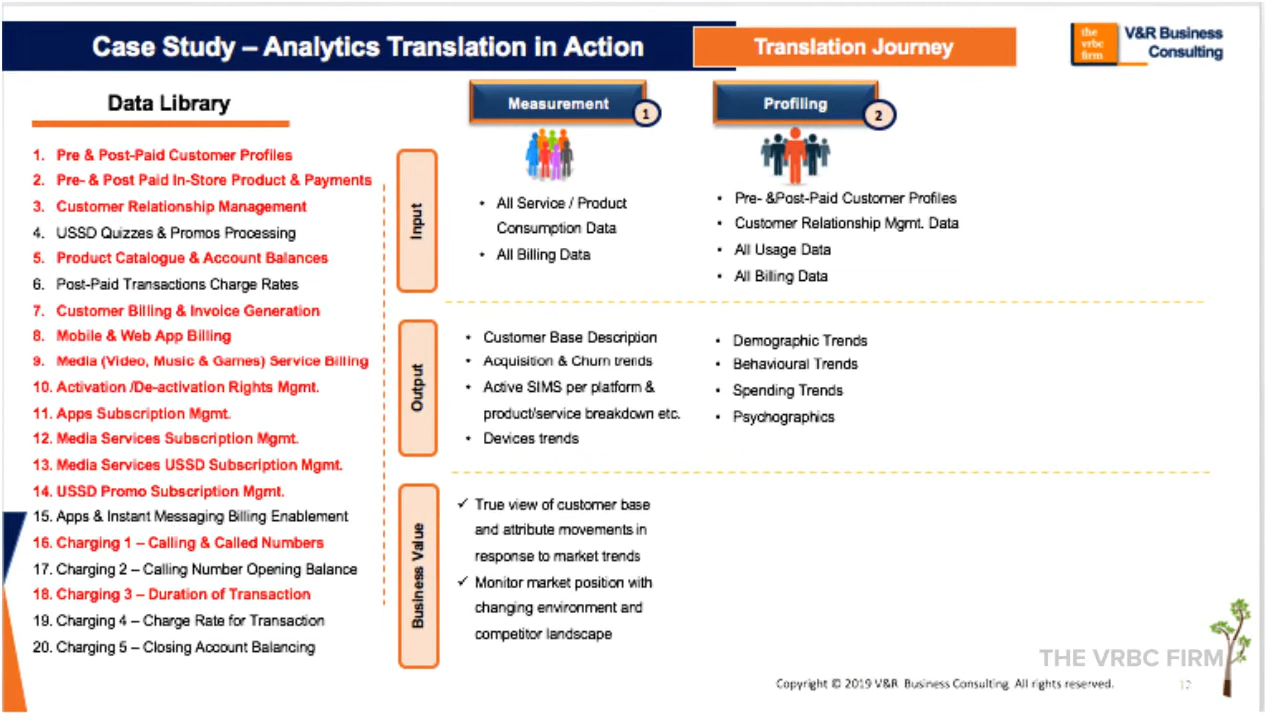 Case Study – Analytics Translation in Action
Translation Journey
the
vrbc
firm
V&R Business
Consulting
Data Library
1. Pre & Post-Paid Customer Profiles
2. Pre- & Post Paid In-Store Product & Payments
3. Customer Relationship Management
4. USSD Quizzes & Promos Processing
5. Product Catalogue & Account Balances
6. Post-Paid Transactions Charge Rates
7. Customer Billing & Invoice Generation
8. Mobile & Web App Billing
9. Media (Video, Music & Games) Service Billing
10. Activation /De-activation Rights Mgmt.
11. Apps Subscription Mgmt.
12. Media Services Subscription Mgmt.
13. Media Services USSD Subscription Mgmt.
14. USSD Promo Subscription Mgmt.
15. Apps & Instant Messaging Billing Enablement
16. Charging 1 – Calling & Called Numbers
17. Charging 2 – Calling Number Opening Balance
18. Charging 3 – Duration of Transaction
19. Charging 4 – Charge Rate for Transaction
20. Charging 5 – Closing Account Balancing
Measurement
1
Profiling
2
Input
• All Service / Product
Consumption Data
• All Billing Data
• Pre- &Post-Paid Customer Profiles
• Customer Relationship Mgmt. Data
• All Usage Data
• All Billing Data
Output
• Customer Base Description
• Acquisition & Churn trends
• Active SIMS per platform &
product/service breakdown etc.
• Devices trends
• Demographic Trends
• Behavioural Trends
• Spending Trends
• Psychographics
Business Value
✓ True view of customer base
and attribute movements in
response to market trends
✓ Monitor market position with
changing environment and
competitor landscape
THE VRBC FIRM
Copyright © 2019 V&R Business Consulting. All rights reserved.
12